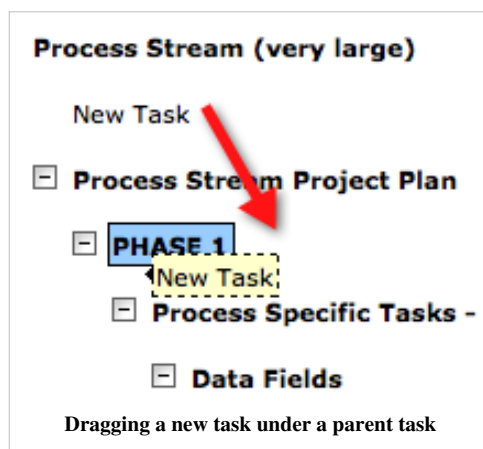 Process Stream (very large)
New Task
Process Stream Project Plan
PHASE 1
New Task
Process Specific Tasks -
Data Fields
Dragging a new task under a parent task